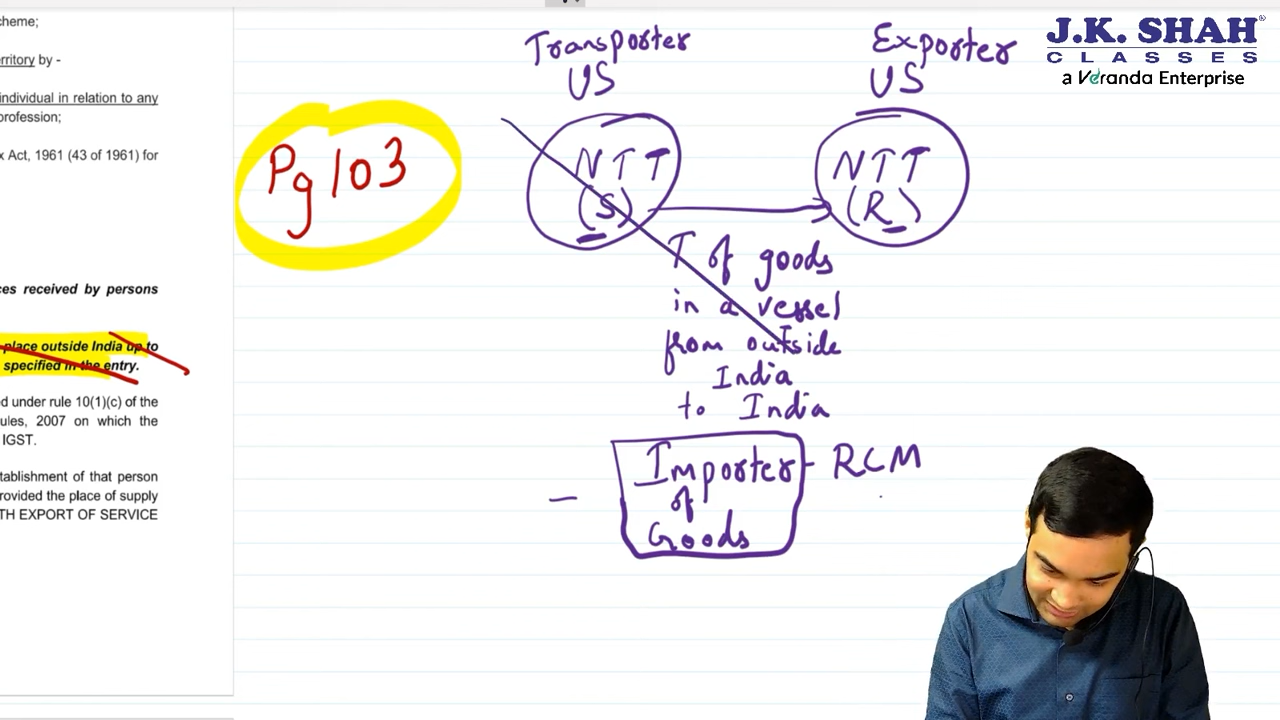 cheme;
erritory by -
individual in relation to any
profession;
x Act, 1961 (43 of 1961) for
ces received by persons
place outside India up to
specified in the entry.
d under rule 10(1)(c) of the
ules, 2007 on which the
IGST.
tablishment of that person
rovided the place of supply
TH EXPORT OF SERVICE
Pg 103
Transporter
US
NTT
(S)
Exporter
US
NTT
(R)
T of goods
in a vessel
from outside
India
to India
- Importer - RCM
of
Goods
J.K. SHAH®
CLASSES
a Veranda Enterprise